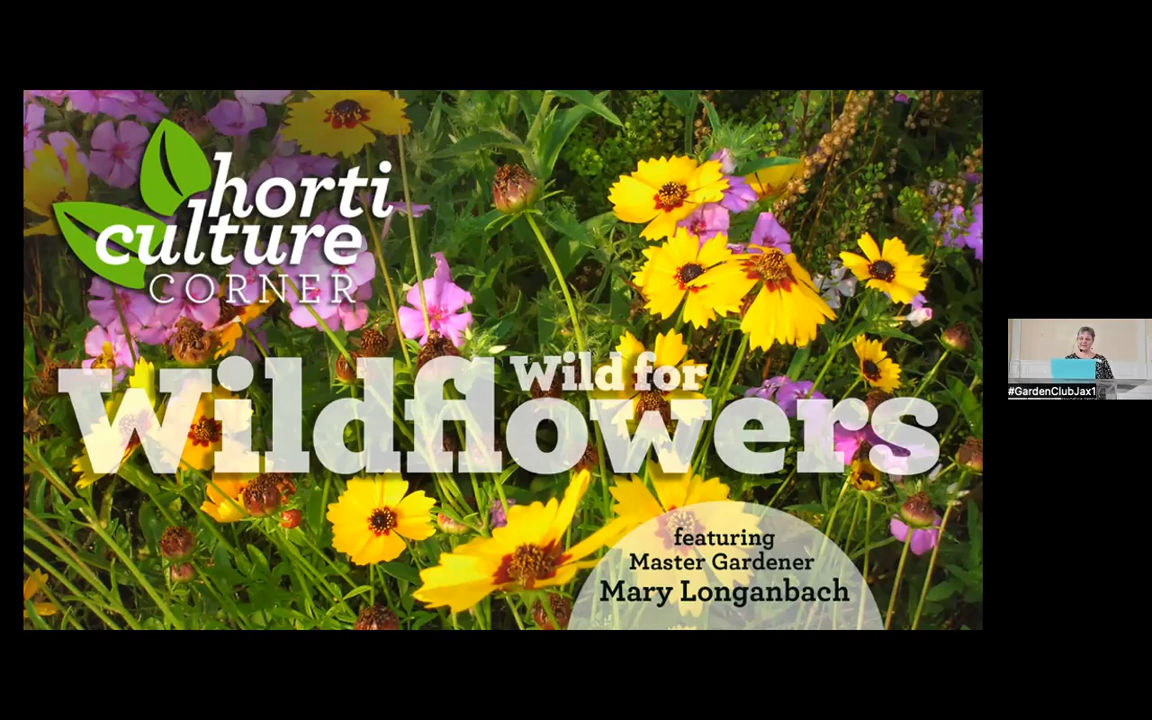 horti
culture
CORNER
Wild for
Wildflowers
featuring
Master Gardener
Mary Longanbach
#GardenClubJax1